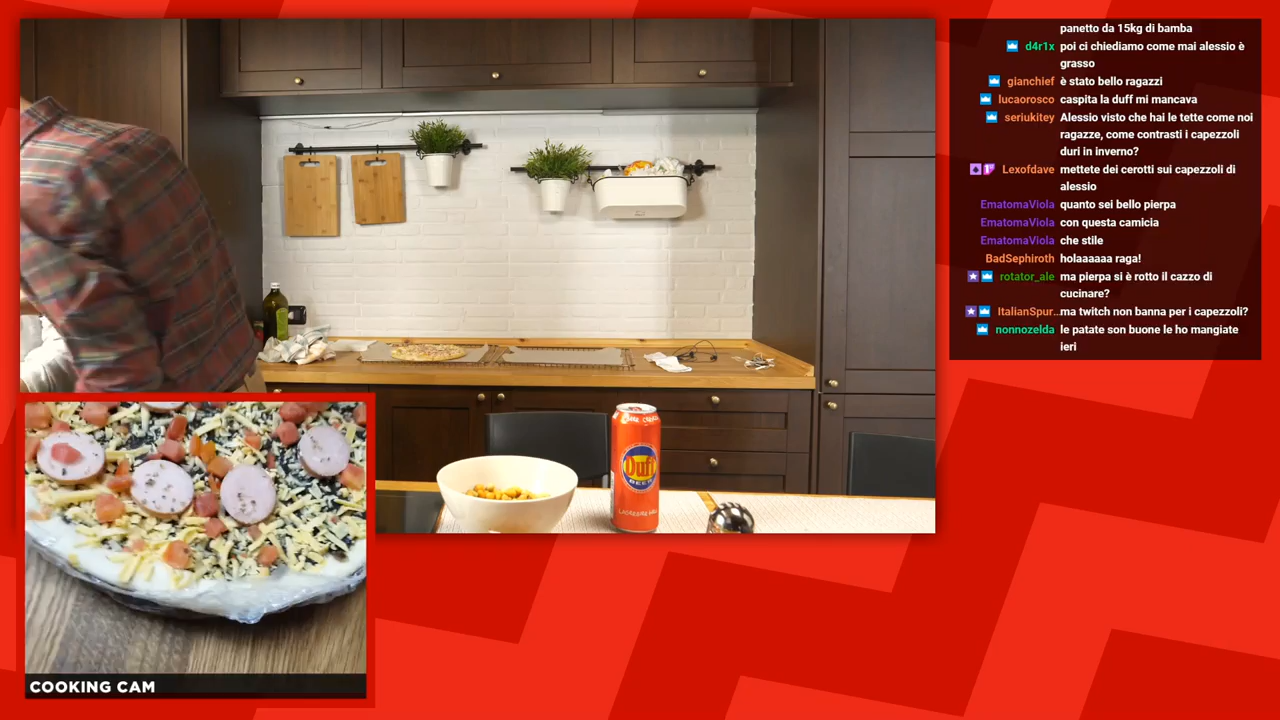 panetto da 15kg di bamba
d4r1x poi ci chiediamo come mai alessio è
grasso
gianchief è stato bello ragazzi
lucaorosco caspita la duff mi mancava
seriukitey Alessio visto che hai le tette come noi
ragazze, come contrasti i capezzoli
duri in inverno?
Lexofdave mettete dei cerotti sui capezzoli di
alessio
EmatomaViola quanto sei bello pierpa
EmatomaViola con questa camicia
EmatomaViola che stile
BadSephiroth holaaaaaa raga!
rotator_ale ma pierpa si è rotto il cazzo di
cucinare?
ItalianSpur... ma twitch non banna per i capezzoli?
nonnozelda le patate son buone le ho mangiate
ieri
Duff
BEER
COOKING CAM